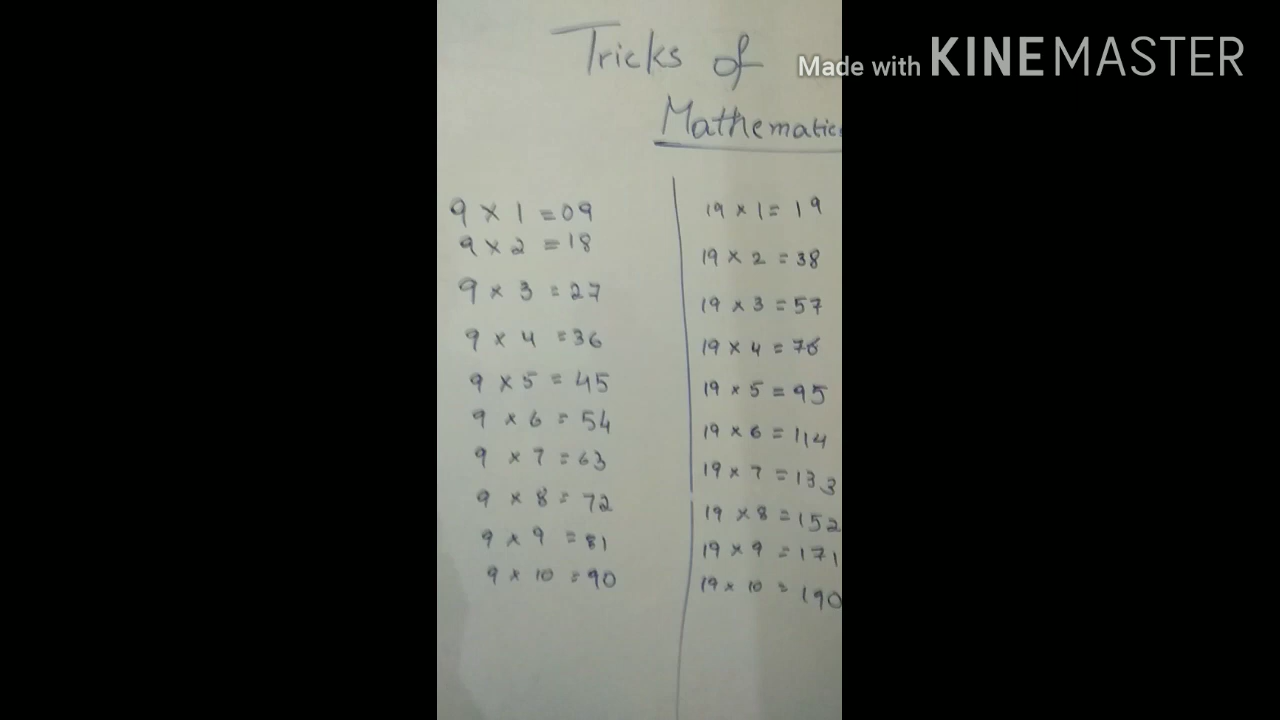 Tricks of
Made with KINEMASTER
Mathematic
9 × 1 = 09
9 × 2 = 18
9 × 3 = 27
9 × 4 = 36
9 × 5 = 45
9 × 6 = 54
9 × 7 = 63
9 × 8 = 72
9 × 9 = 81
9 × 10 = 90
19 × 1 = 19
19 × 2 = 38
19 × 3 = 57
19 × 4 = 76
19 × 5 = 95
19 × 6 = 114
19 × 7 = 133
19 × 8 = 152
19 × 9 = 171
19 × 10 = 190